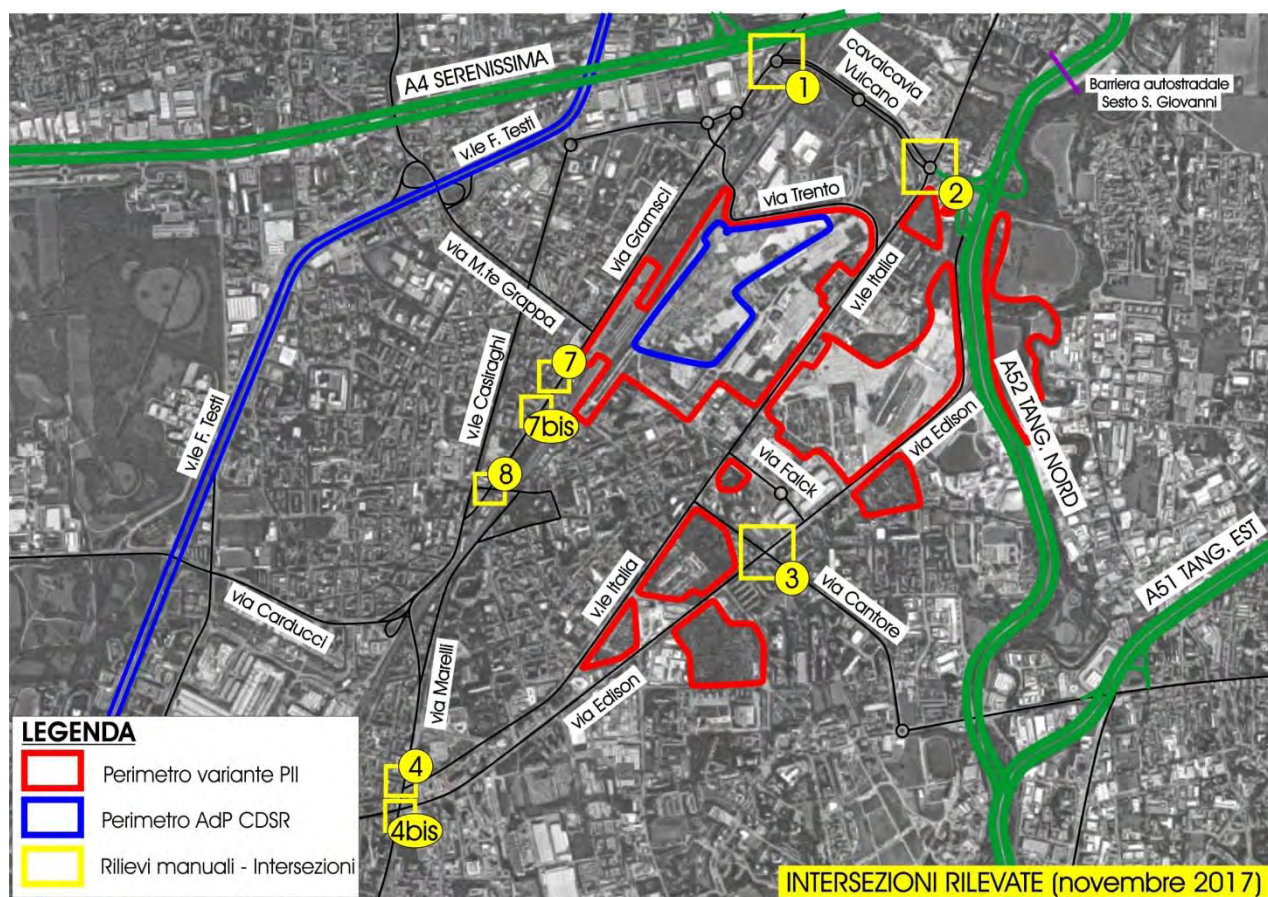 A4 SERENISSIMA
v.le F. Testi
1
cavalcavia
Vulcano
Barriera autostradale
Sesto S. Giovanni
2
via Trento
via Gramsci
v.le Italia
via M.te Grappa
v.le Casiraghi
7
7bis
8
v.le F. Testi
via Falck
via Edison
A52 TANG. NORD
A51 TANG. EST
3
via Cantore
v.le Italia
via Carducci
via Marelli
via Edison
4
4bis
LEGENDA
Perimetro variante PII
Perimetro AdP CDSR
Rilievi manuali - Intersezioni
INTERSEZIONI RILEVATE (novembre 2017)